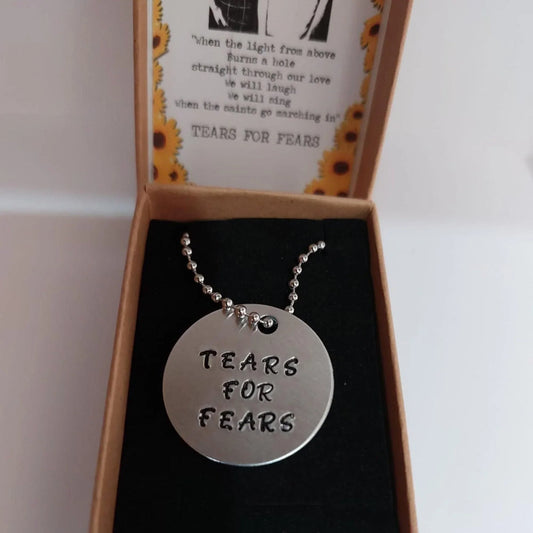 "When the light from above
Burns a hole
straight through our love
We will laugh
We will sing
when the saints go marching in"
TEARS FOR FEARS
TEARS
FOR
FEARS